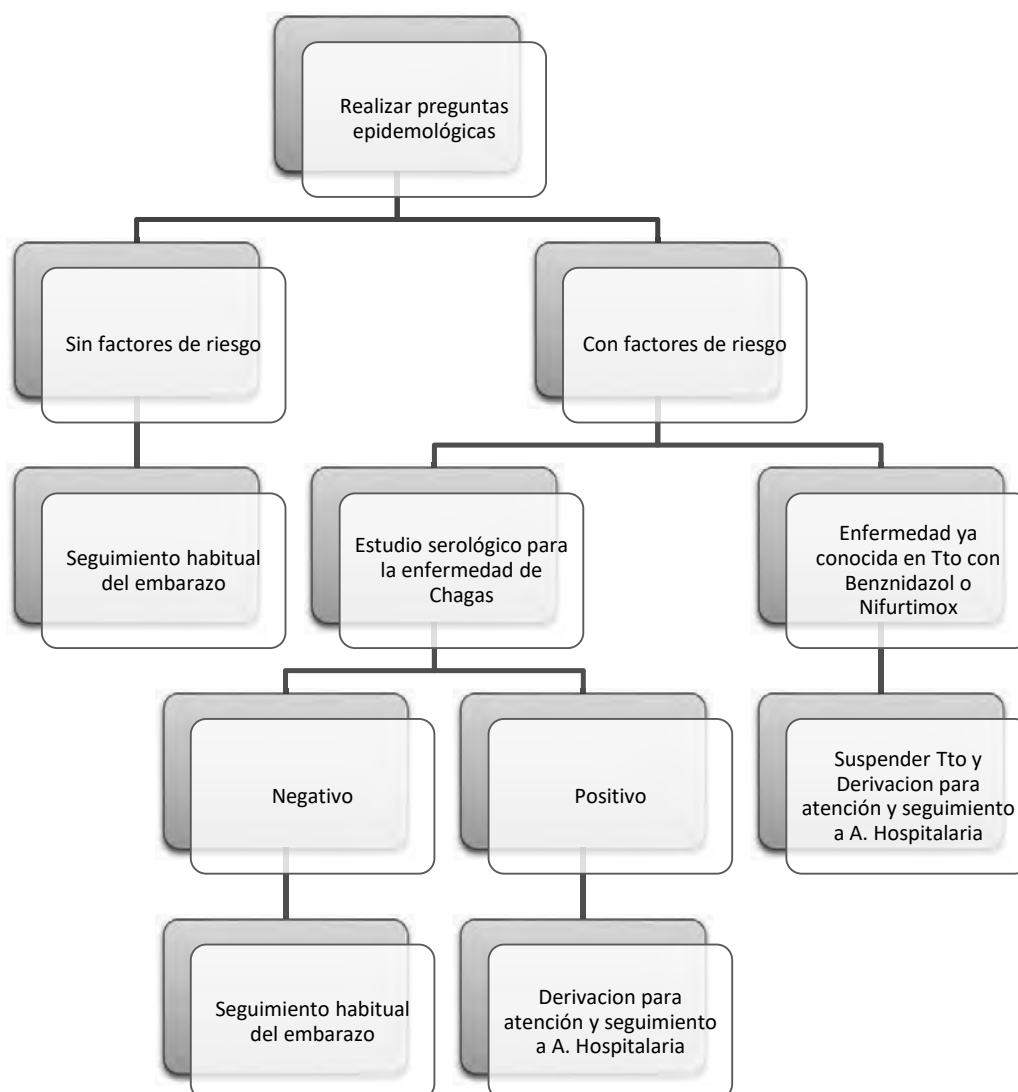 Realizar preguntas
epidemológicas
Sin factores de riesgo
Con factores de riesgo
Seguimiento habitual
del embarazo
Estudio serológico para
la enfermedad de
Chagas
Enfermedad ya
conocida en Tto con
Benznidazol o
Nifurtimox
Negativo
Positivo
Suspender Tto y
Derivacion para
atención y seguimiento
a A. Hospitalaria
Seguimiento habitual
del embarazo
Derivacion para
atención y seguimiento
a A. Hospitalaria